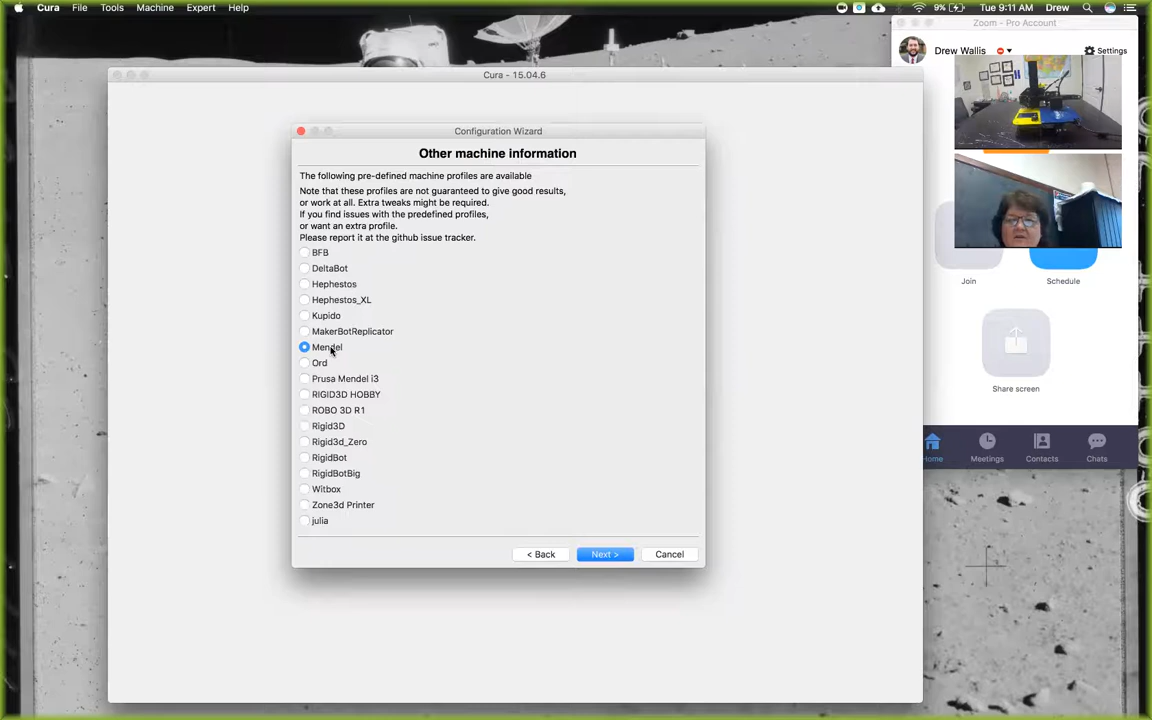 Cura File Tools Machine Expert Help
9% Tue 9:11 AM Drew
Zoom - Pro Account
Drew Wallis
Settings
Cura - 15.04.6
Configuration Wizard
Other machine information
The following pre-defined machine profiles are available
Note that these profiles are not guaranteed to give good results,
or work at all. Extra tweaks might be required.
If you find issues with the predefined profiles,
or want an extra profile.
Please report it at the github issue tracker.
BFB
DeltaBot
Hephestos
Hephestos_XL
Kupido
MakerBotReplicator
Mendel
Ord
Prusa Mendel i3
RIGID3D HOBBY
ROBO 3D R1
Rigid3D
Rigid3d_Zero
RigidBot
RigidBotBig
Witbox
Zone3d Printer
julia
< Back Next > Cancel
Join Schedule
Share screen
Home Meetings Contacts Chats